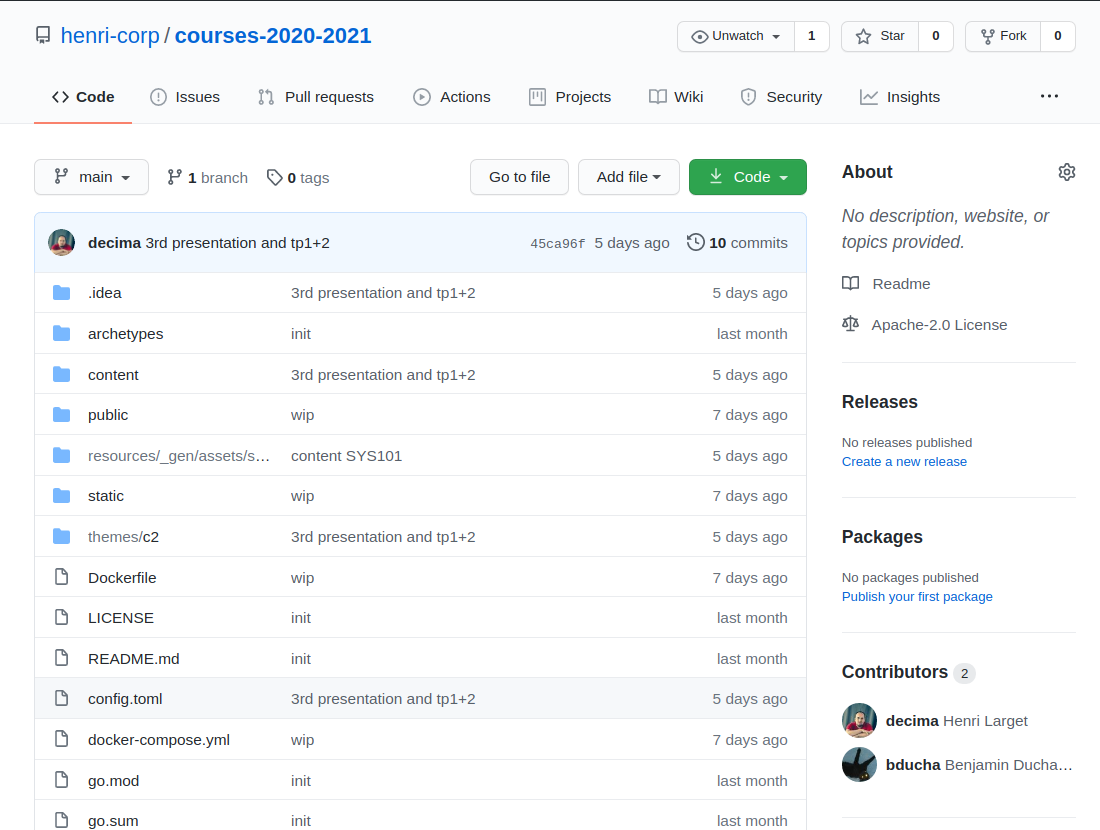 henri-corp / courses-2020-2021
Unwatch 1 Star 0 Fork 0
Code Issues Pull requests Actions Projects Wiki Security Insights ...
main 1 branch 0 tags Go to file Add file Code
decima 3rd presentation and tp1+2 45ca96f 5 days ago 10 commits
.idea 3rd presentation and tp1+2 5 days ago
archetypes init last month
content 3rd presentation and tp1+2 5 days ago
public wip 7 days ago
resources/_gen/assets/s... content SYS101 5 days ago
static wip 7 days ago
themes/c2 3rd presentation and tp1+2 5 days ago
Dockerfile wip 7 days ago
LICENSE init last month
README.md init last month
config.toml 3rd presentation and tp1+2 5 days ago
docker-compose.yml wip 7 days ago
go.mod init last month
go.sum init last month
About
No description, website, or
topics provided.
Readme
Apache-2.0 License
Releases
No releases published
Create a new release
Packages
No packages published
Publish your first package
Contributors 2
decima Henri Larget
bducha Benjamin Ducha...